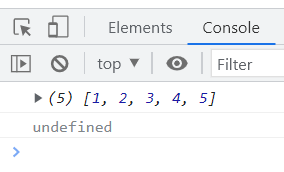 Elements Console
top Filter
(5) [1, 2, 3, 4, 5]
undefined